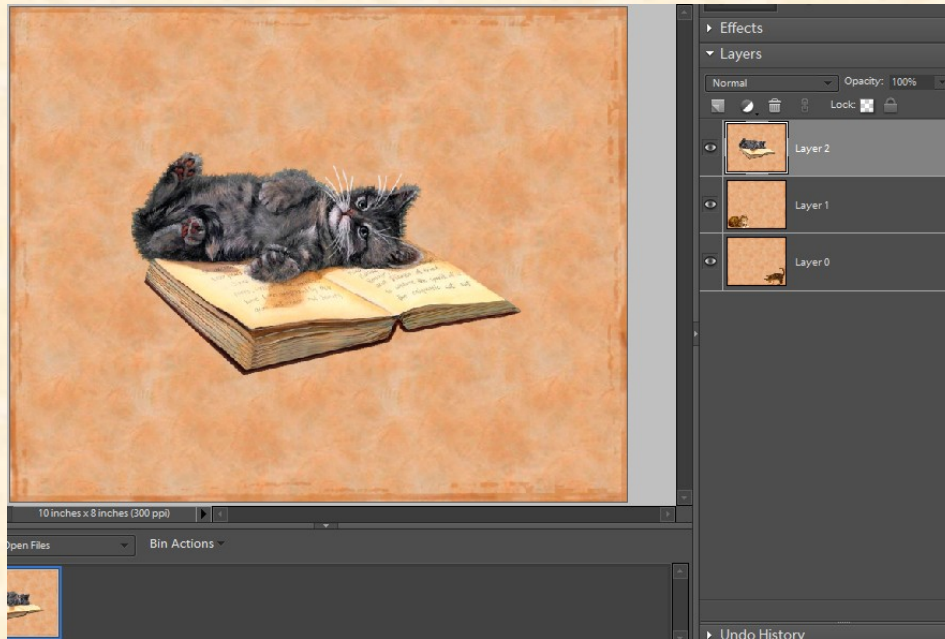 Effects
Layers
Normal Opacity: 100%
Lock:
Layer 2
Layer 1
Layer 0
10 inches x 8 inches (300 ppi)
Open Files Bin Actions
Undo History